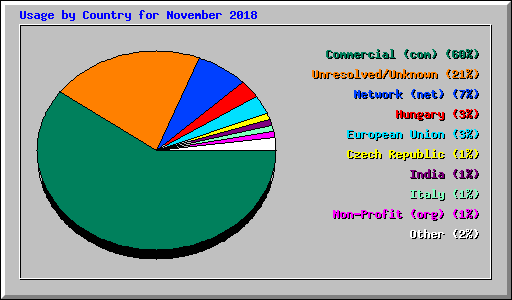 Usage by Country for November 2018
Commercial (com) (60%)
Unresolved/Unknown (21%)
Network (net) (7%)
Hungary (3%)
European Union (3%)
Czech Republic (1%)
India (1%)
Italy (1%)
Non-Profit (org) (1%)
Other (2%)